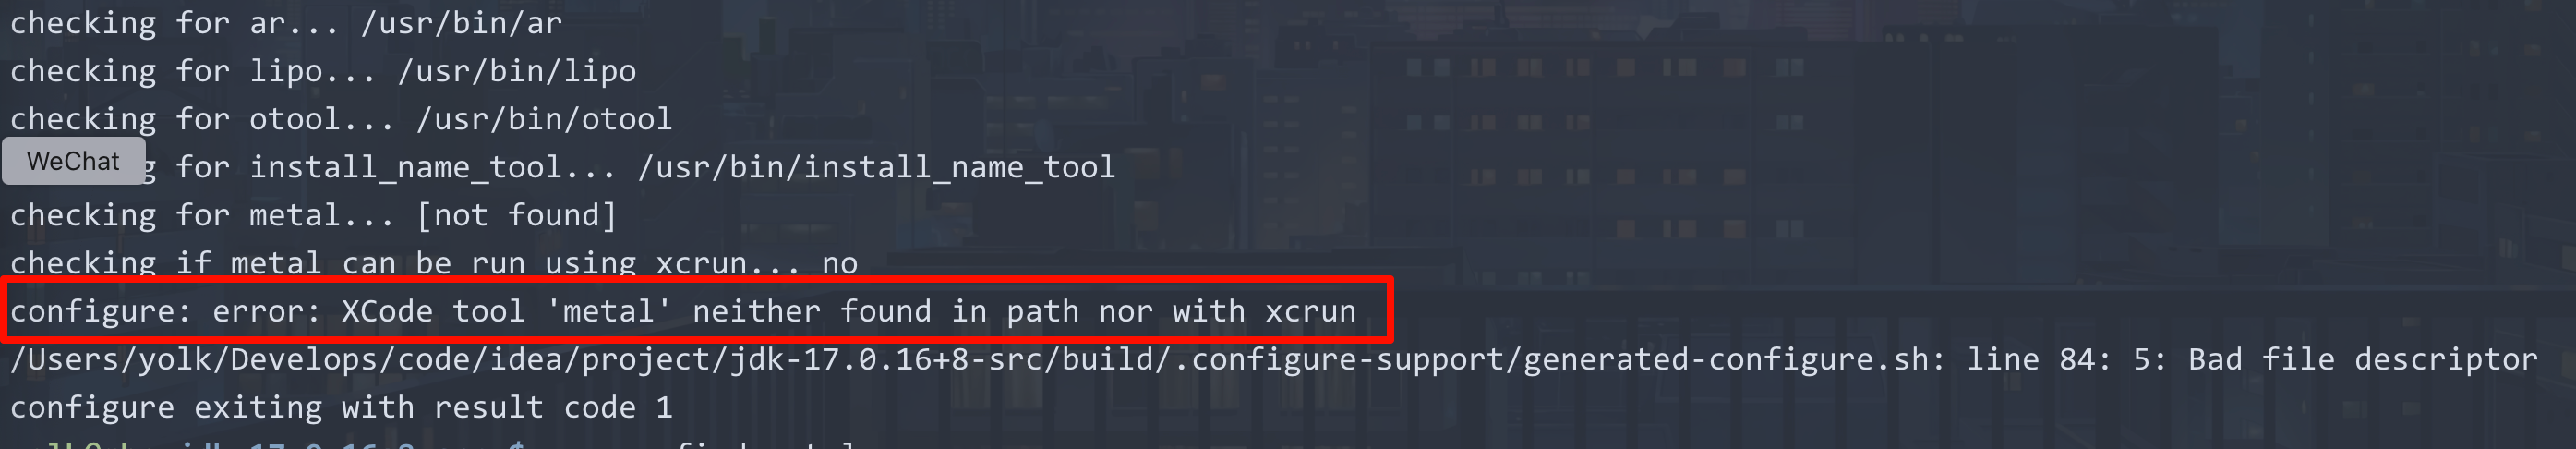 checking for ar... /usr/bin/ar
checking for lipo... /usr/bin/lipo
checking for otool... /usr/bin/otool
WeChat g for install_name_tool... /usr/bin/install_name_tool
checking for metal... [not found]
checking if metal can be run using xcrun... no
configure: error: XCode tool 'metal' neither found in path nor with xcrun
/Users/yolk/Develops/code/idea/project/jdk-17.0.16+8-src/build/.configure-support/generated-configure.sh: line 84: 5: Bad file descriptor
configure exiting with result code 1